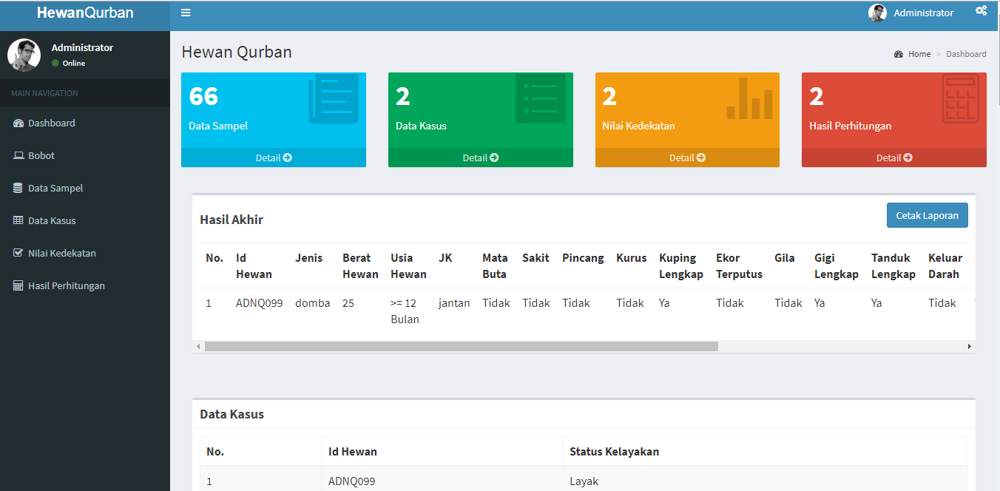 HewanQurban
Administrator
Administrator
Online
MAIN NAVIGATION
Dashboard
Bobot
Data Sampel
Data Kasus
Nilai Kedekatan
Hasil Perhitungan
Hewan Qurban
Home > Dashboard
66
Data Sampel
Detail
2
Data Kasus
Detail
2
Nilai Kedekatan
Detail
2
Hasil Perhitungan
Detail
Hasil Akhir
Cetak Laporan
No. Id Jenis Berat Usia JK Mata Sakit Pincang Kurus Kuping Ekor Gila Gigi Tanduk Keluar
Hewan Hewan Hewan Buta Lengkap Terputus Lengkap Lengkap Darah
1 ADNQ099 domba 25 >= 12 jantan Tidak Tidak Tidak Tidak Ya Tidak Tidak Ya Ya Tidak
Bulan
Data Kasus
No. Id Hewan Status Kelayakan
1 ADNQ099 Layak